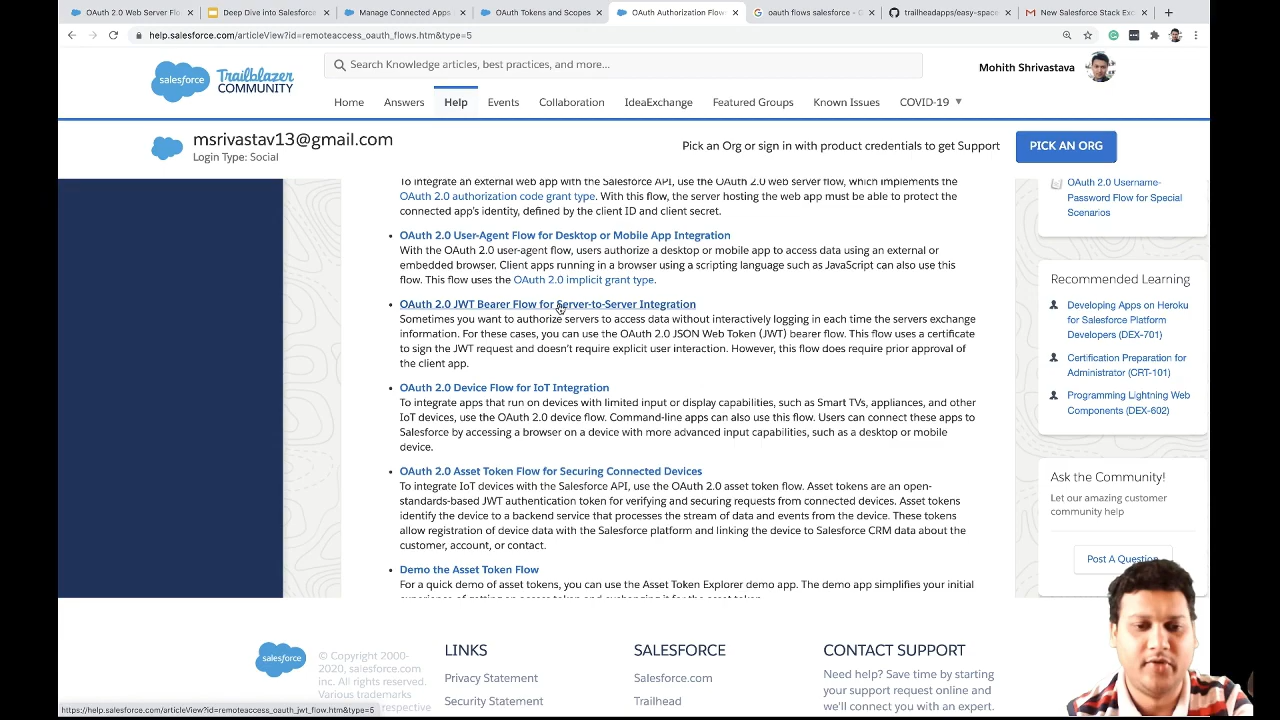 OAuth 2.0 Web Server Flo
Deep Dive into Salesforce
Manage Connected Apps
OAuth Tokens and Scopes
OAuth Authorization Flow
oauth flows salesforce - G
trailheadapps/easy-space
New Salesforce Stack Exc
help.salesforce.com/articleView?id=remoteaccess_oauth_flows.htm&type=5
salesforce
Trailblazer
COMMUNITY
Search Knowledge articles, best practices, and more...
Mohith Shrivastava
Home
Answers
Help
Events
Collaboration
IdeaExchange
Featured Groups
Known Issues
COVID-19
msrivastav13@gmail.com
Login Type: Social
Pick an Org or sign in with product credentials to get Support
PICK AN ORG
To integrate an external web app with the Salesforce API, use the OAuth 2.0 web server flow, which implements the
OAuth 2.0 authorization code grant type. With this flow, the server hosting the web app must be able to protect the
connected app's identity, defined by the client ID and client secret.
• OAuth 2.0 User-Agent Flow for Desktop or Mobile App Integration
With the OAuth 2.0 user-agent flow, users authorize a desktop or mobile app to access data using an external or
embedded browser. Client apps running in a browser using a scripting language such as JavaScript can also use this
flow. This flow uses the OAuth 2.0 implicit grant type.
• OAuth 2.0 JWT Bearer Flow for Server-to-Server Integration
Sometimes you want to authorize servers to access data without interactively logging in each time the servers exchange
information. For these cases, you can use the OAuth 2.0 JSON Web Token (JWT) bearer flow. This flow uses a certificate
to sign the JWT request and doesn't require explicit user interaction. However, this flow does require prior approval of
the client app.
• OAuth 2.0 Device Flow for IoT Integration
To integrate apps that run on devices with limited input or display capabilities, such as Smart TVs, appliances, and other
IoT devices, use the OAuth 2.0 device flow. Command-line apps can also use this flow. Users can connect these apps to
Salesforce by accessing a browser on a device with more advanced input capabilities, such as a desktop or mobile
device.
• OAuth 2.0 Asset Token Flow for Securing Connected Devices
To integrate IoT devices with the Salesforce API, use the OAuth 2.0 asset token flow. Asset tokens are an open-
standards-based JWT authentication token for verifying and securing requests from connected devices. Asset tokens
identify the device to a backend service that processes the stream of data and events from the device. These tokens
allow registration of device data with the Salesforce platform and linking the device to Salesforce CRM data about the
customer, account, or contact.
• Demo the Asset Token Flow
For a quick demo of asset tokens, you can use the Asset Token Explorer demo app. The demo app simplifies your initial
OAuth 2.0 Username-
Password Flow for Special
Scenarios
Recommended Learning
Developing Apps on Heroku
for Salesforce Platform
Developers (DEX-701)
Certification Preparation for
Administrator (CRT-101)
Programming Lightning Web
Components (DEX-602)
Ask the Community!
Let our amazing customer
community help
Post A Question
salesforce
© Copyright 2000-
2020, salesforce.com
inc. All rights reserved.
Various trademarks
respective
LINKS
Privacy Statement
Security Statement
SALESFORCE
Salesforce.com
Trailhead
CONTACT SUPPORT
Need help? Save time by starting
your support request online and
we'll connect you with an expert.
https://help.salesforce.com/articleView?id=remoteaccess_oauth_jwt_flow.htm&type=5